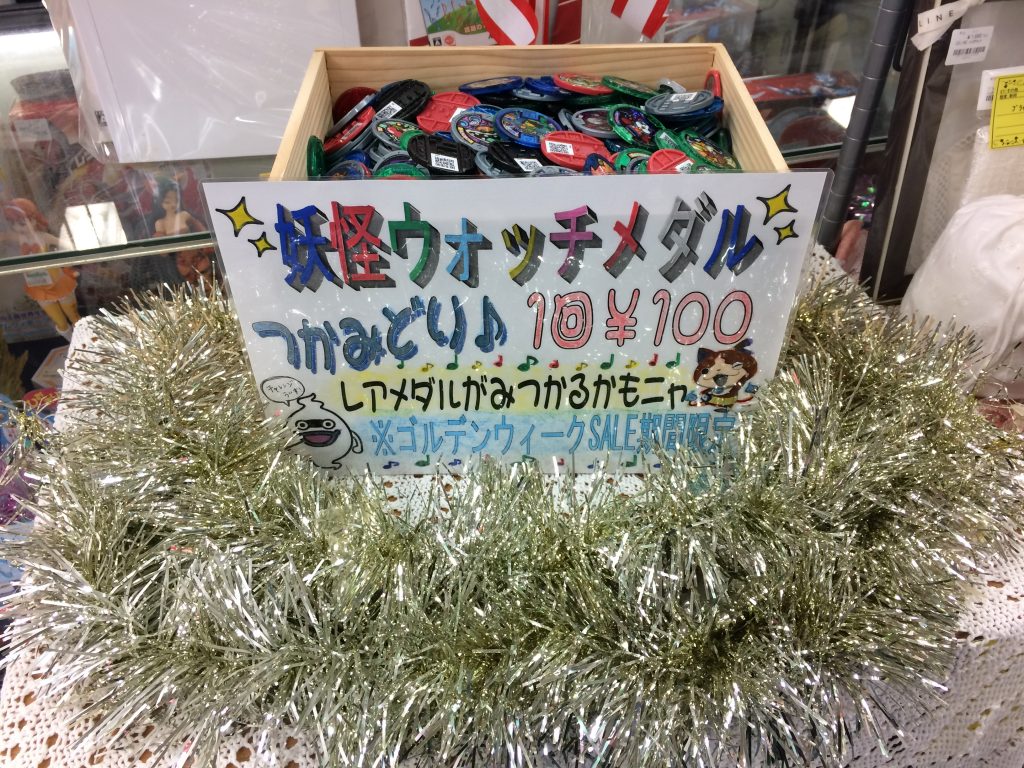 LINE
妖怪ウォッチメダル
つかみどり♪ 1回￥100
レアメダルがみつかるかもニャ
※ゴルデンウィークSALE期間限定